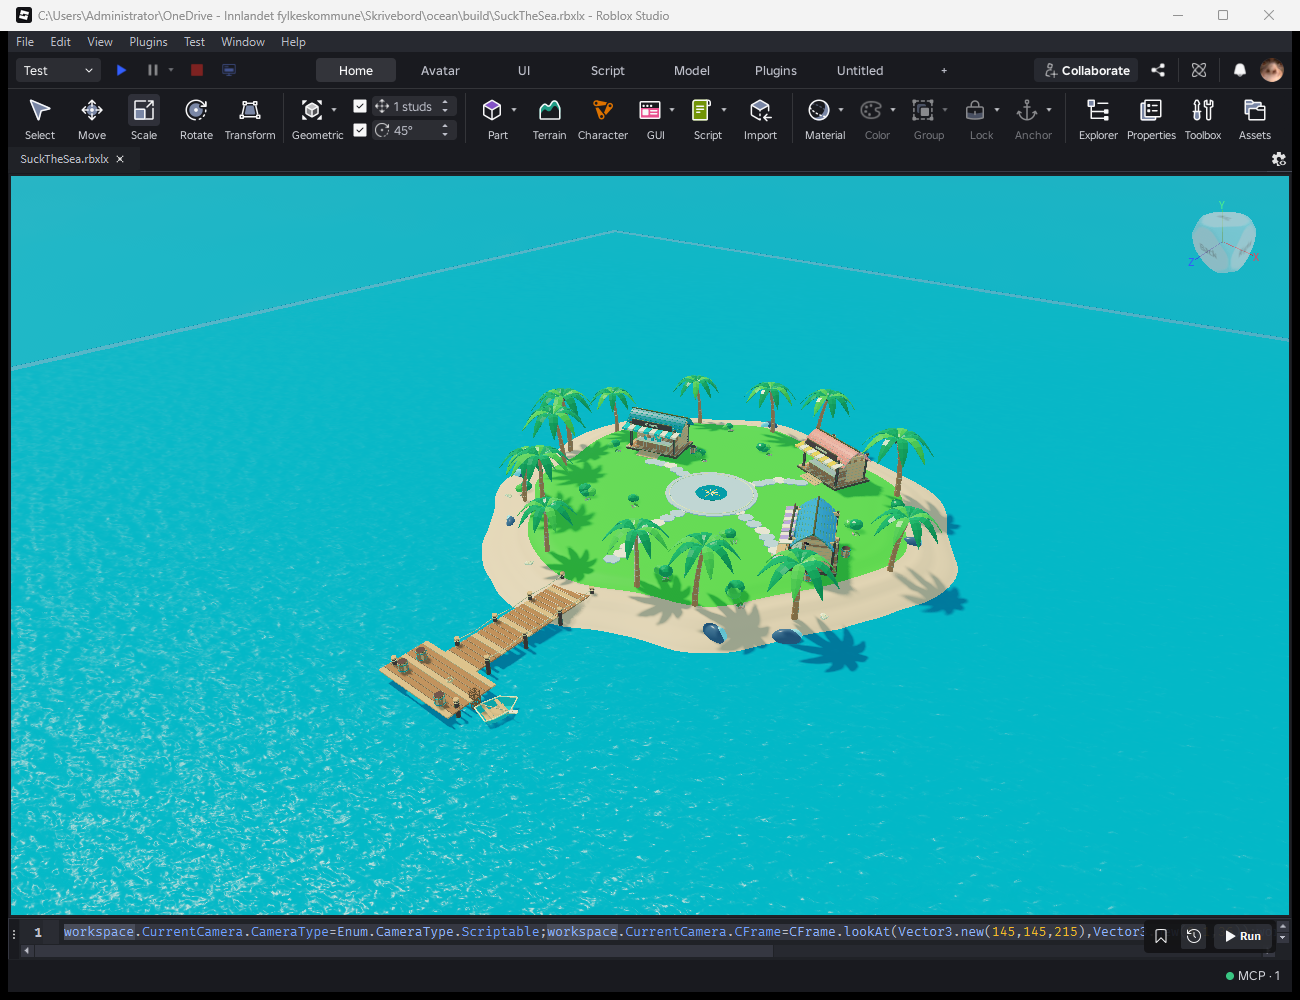 C:\Users\Administrator\OneDrive - Innlandet fylkeskommune\Skrivebord\ocean\build\SuckTheSea.rbxlx - Roblox Studio
File Edit View Plugins Test Window Help
Test Home Avatar UI Script Model Plugins Untitled + Collaborate
1 studs
45°
Select Move Scale Rotate Transform Geometric Part Terrain Character GUI Script Import Material Color Group Lock Anchor Explorer Properties Toolbox Assets
SuckTheSea.rbxlx
Y
Z X
1 workspace.CurrentCamera.CameraType=Enum.CameraType.Scriptable;workspace.CurrentCamera.CFrame=CFrame.lookAt(Vector3.new(145,145,215),Vector3 Run
MCP · 1